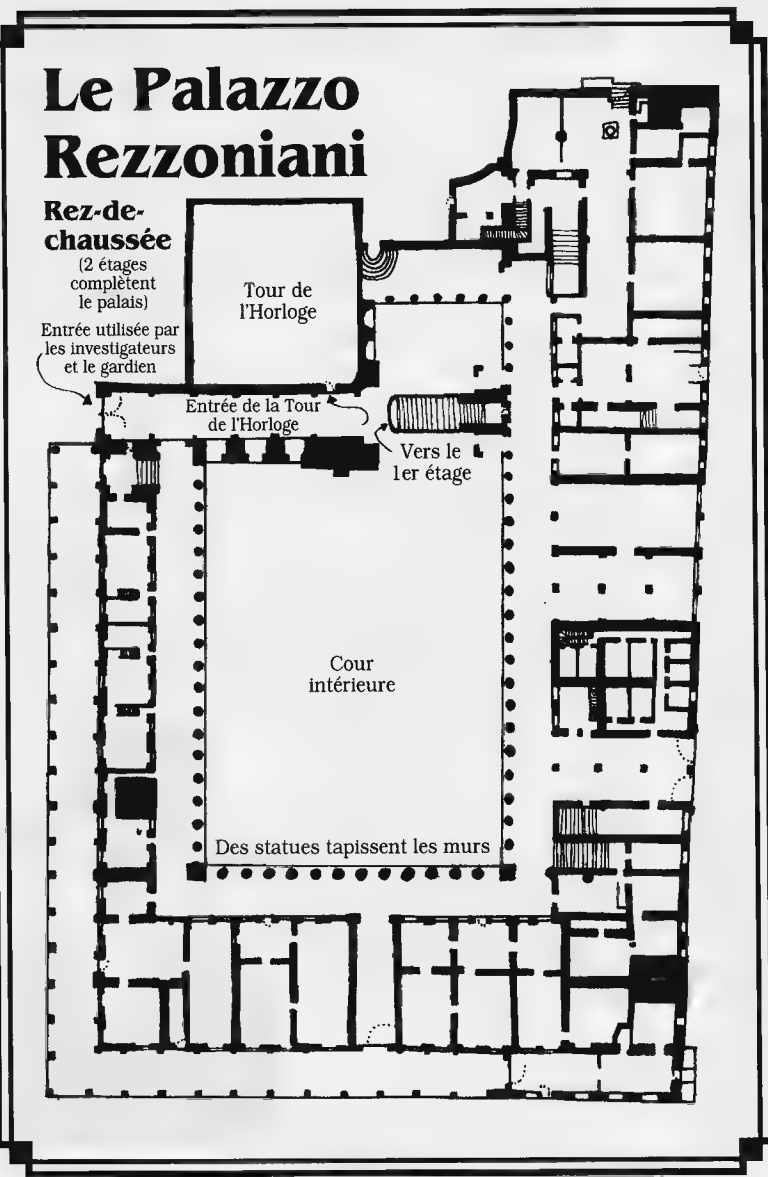 Le Palazzo
Rezzoniani
Rez-de-
chaussée
(2 étages
complètent
le palais)
Entrée utilisée par
les investigateurs
et le gardien
Tour de
l'Horloge
Entrée de la Tour
de l'Horloge
Vers le
1er étage
Cour
intérieure
Des statues tapissent les murs